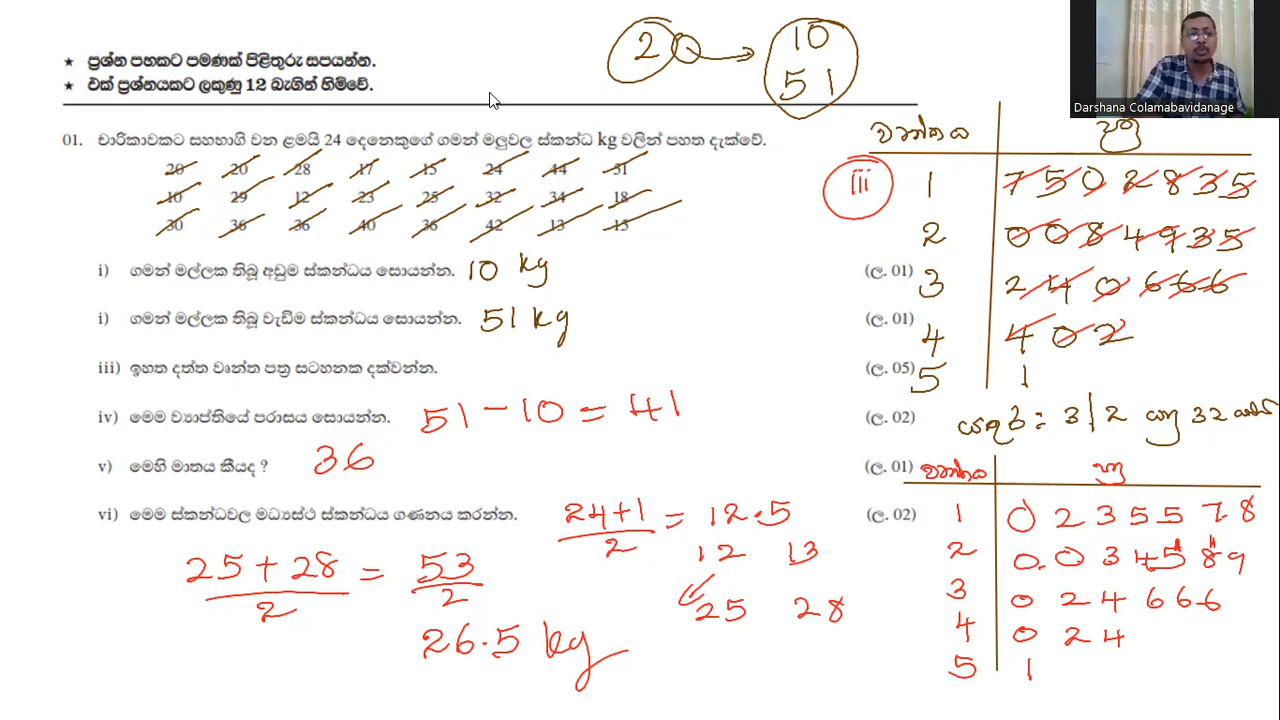 2 10
51
Darshana Colamabavidanage
★ ප්‍රශ්න පහකට පමණක් පිළිතුරු සපයන්න.
★ එක් ප්‍රශ්නයකට ලකුණු 12 බැගින් හිමිවේ.
01. චාරිකාවකට සහභාගි වන ළමයි 24 දෙනෙකුගේ ගමන් මලුවල ස්කන්ධ kg වලින් පහත දැක්වේ.
20 20 28 17 15 24 44 51
10 29 12 23 25 32 34 18
30 36 36 40 36 42 13 15
i) ගමන් මල්ලක තිබූ අඩුම ස්කන්ධය සොයන්න. 10 kg (ල. 01)
i) ගමන් මල්ලක තිබූ වැඩිම ස්කන්ධය සොයන්න. 51 kg (ල. 01)
iii) ඉහත දත්ත වෘන්ත පත්‍ර සටහනක දක්වන්න. (ල. 05)
iv) මෙම ව්‍යාප්තියේ පරාසය සොයන්න. 51 - 10 = 41 (ල. 02)
v) මෙහි මාතය කීයද ? 36 (ල. 01)
vi) මෙම ස්කන්ධවල මධ්‍යස්ථ ස්කන්ධය ගණනය කරන්න. (ල. 02)
24+1 / 2 = 12.5
12 13
25 28
25 + 28 / 2 = 53 / 2
26.5 kg
iii
වෘන්තය පත්‍ර
1 7 5 0 2 8 3 5
2 0 0 8 4 9 3 5
3 2 4 0 6 6 6
4 4 0 2
5 1
යතුර : 3|2 යනු 32
වෘන්තය පත්‍ර
1 0 2 3 5 5 7 8
2 0 0 3 4 5 8 9
3 0 2 4 6 6 6
4 0 2 4
5 1